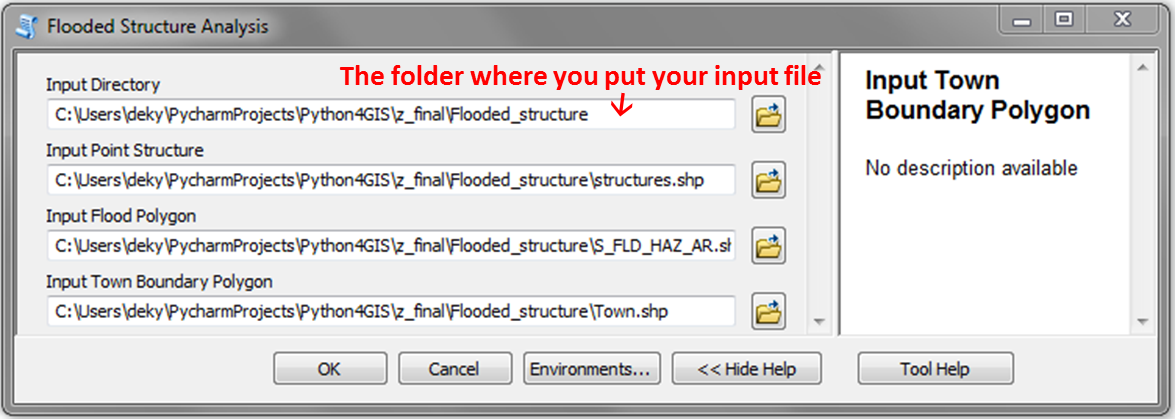 Flooded Structure Analysis
The folder where you put your input file
Input Directory
C:\Users\deky\PycharmProjects\Python4GIS\z_final\Flooded_structure
Input Point Structure
C:\Users\deky\PycharmProjects\Python4GIS\z_final\Flooded_structure\structures.shp
Input Flood Polygon
C:\Users\deky\PycharmProjects\Python4GIS\z_final\Flooded_structure\S_FLD_HAZ_AR.sh
Input Town Boundary Polygon
C:\Users\deky\PycharmProjects\Python4GIS\z_final\Flooded_structure\Town.shp
Input Town
Boundary Polygon
No description available
OK
Cancel
Environments...
<< Hide Help
Tool Help